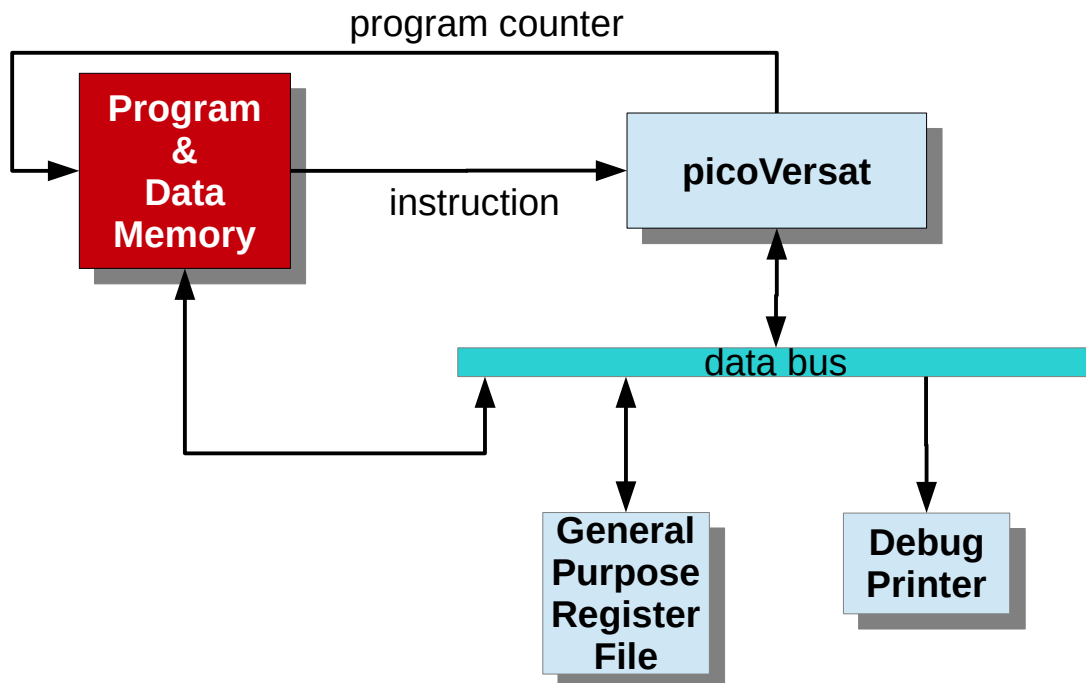 program counter
Program
&
Data
Memory
picoVersat
instruction
data bus
General
Purpose
Register
File
Debug
Printer